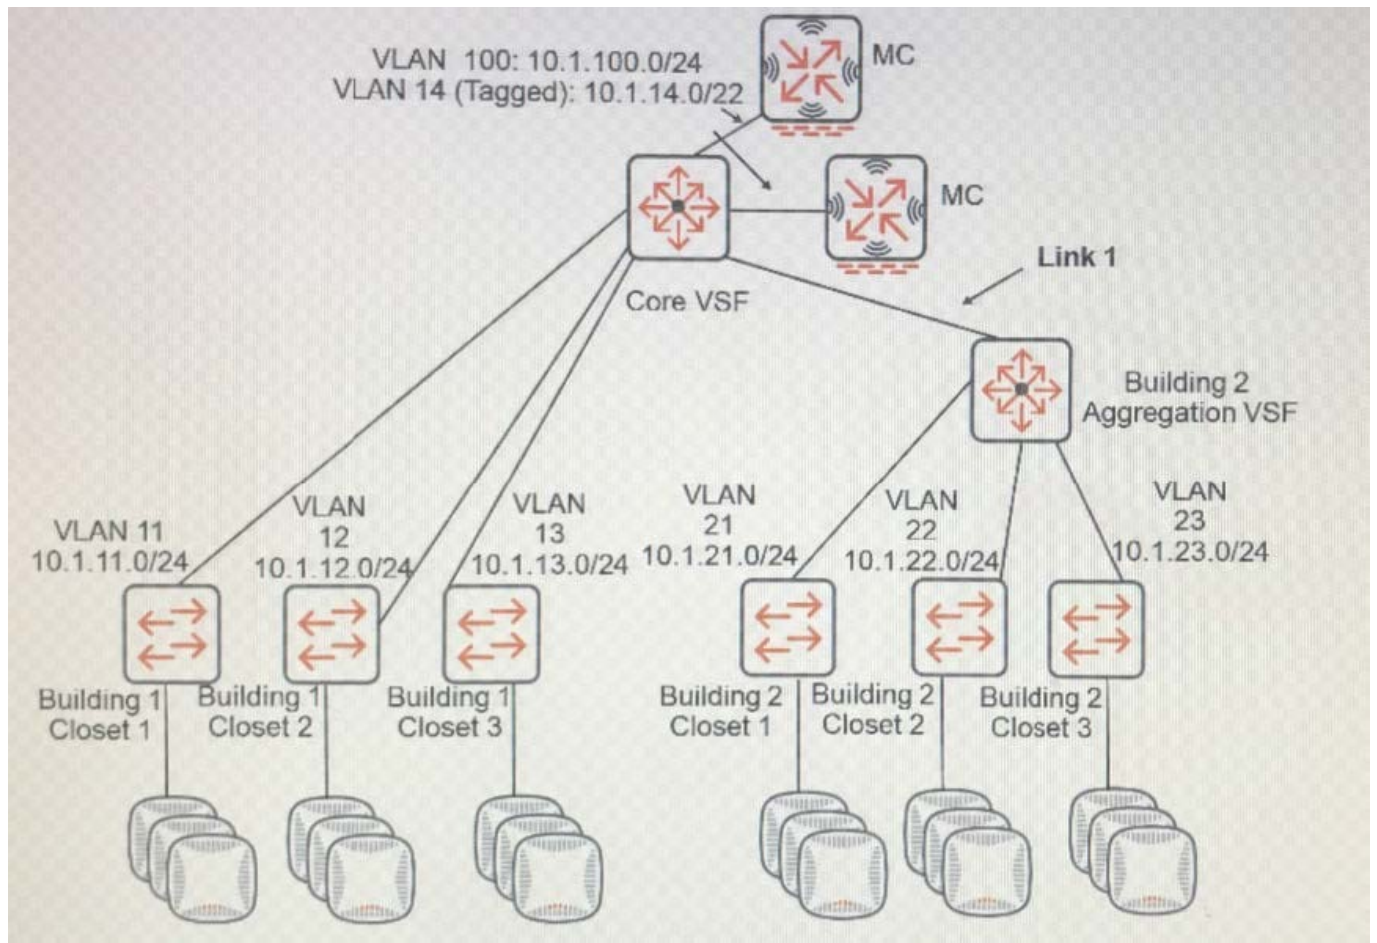 VLAN 100: 10.1.100.0/24
VLAN 14 (Tagged): 10.1.14.0/22
MC
MC
Link 1
Core VSF
Building 2
Aggregation VSF
VLAN 11
10.1.11.0/24
VLAN
12
10.1.12.0/24
VLAN
13
10.1.13.0/24
VLAN
21
10.1.21.0/24
VLAN
22
10.1.22.0/24
VLAN
23
10.1.23.0/24
Building 1
Closet 1
Building 1
Closet 2
Building 1
Closet 3
Building 2
Closet 1
Building 2
Closet 2
Building 2
Closet 3